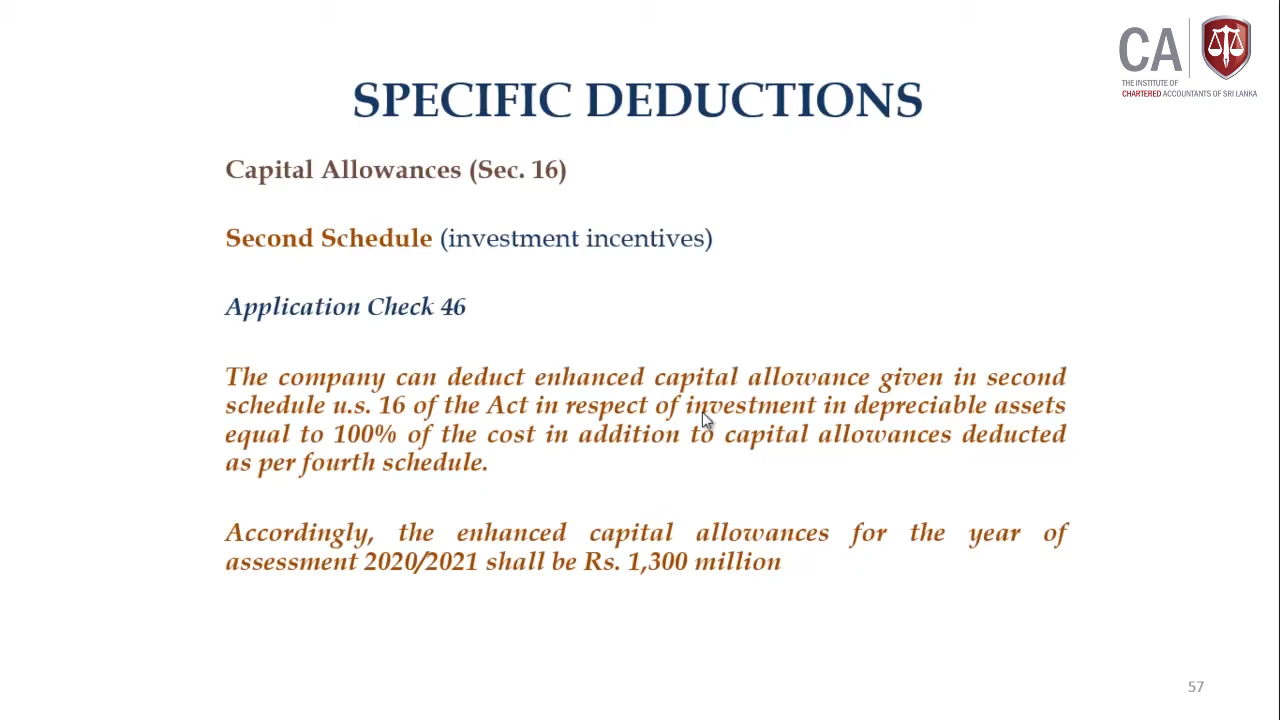 CA
THE INSTITUTE OF
CHARTERED ACCOUNTANTS OF SRI LANKA
SPECIFIC DEDUCTIONS
Capital Allowances (Sec. 16)
Second Schedule (investment incentives)
Application Check 46
The company can deduct enhanced capital allowance given in second
schedule u.s. 16 of the Act in respect of investment in depreciable assets
equal to 100% of the cost in addition to capital allowances deducted
as per fourth schedule.
Accordingly, the enhanced capital allowances for the year of
assessment 2020/2021 shall be Rs. 1,300 million
57